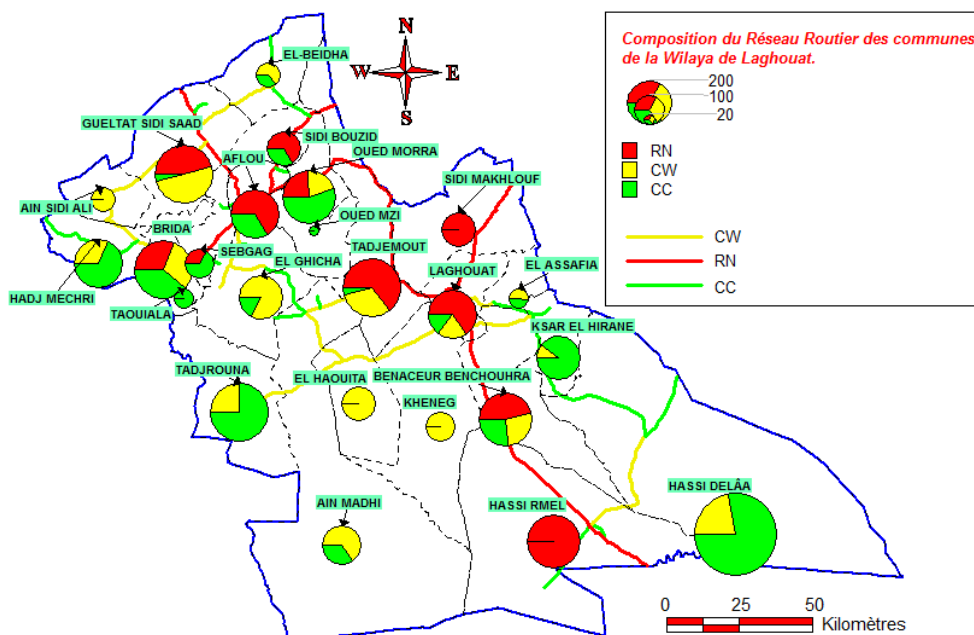 Composition du Réseau Routier des communes
de la Wilaya de Laghouat.
200
100
20
RN
CW
CC
CW
RN
CC
N
W E
S
EL-BEIDHA
GUELTAT SIDI SAAD
SIDI BOUZID
AFLOU
OUED MORRA
SIDI MAKHLOUF
AIN SIDI ALI
OUED MZI
BRIDA
SEBGAG
TADJEMOUT
EL GHICHA
LAGHOUAT
EL ASSAFIA
HADJ MECHRI
TAOUIALA
KSAR EL HIRANE
TADJROUNA
EL HAOUITA
BENACEUR BENCHOUHRA
KHENEG
HASSI DELÂA
AIN MADHI
HASSI RMEL
0 25 50
Kilomètres